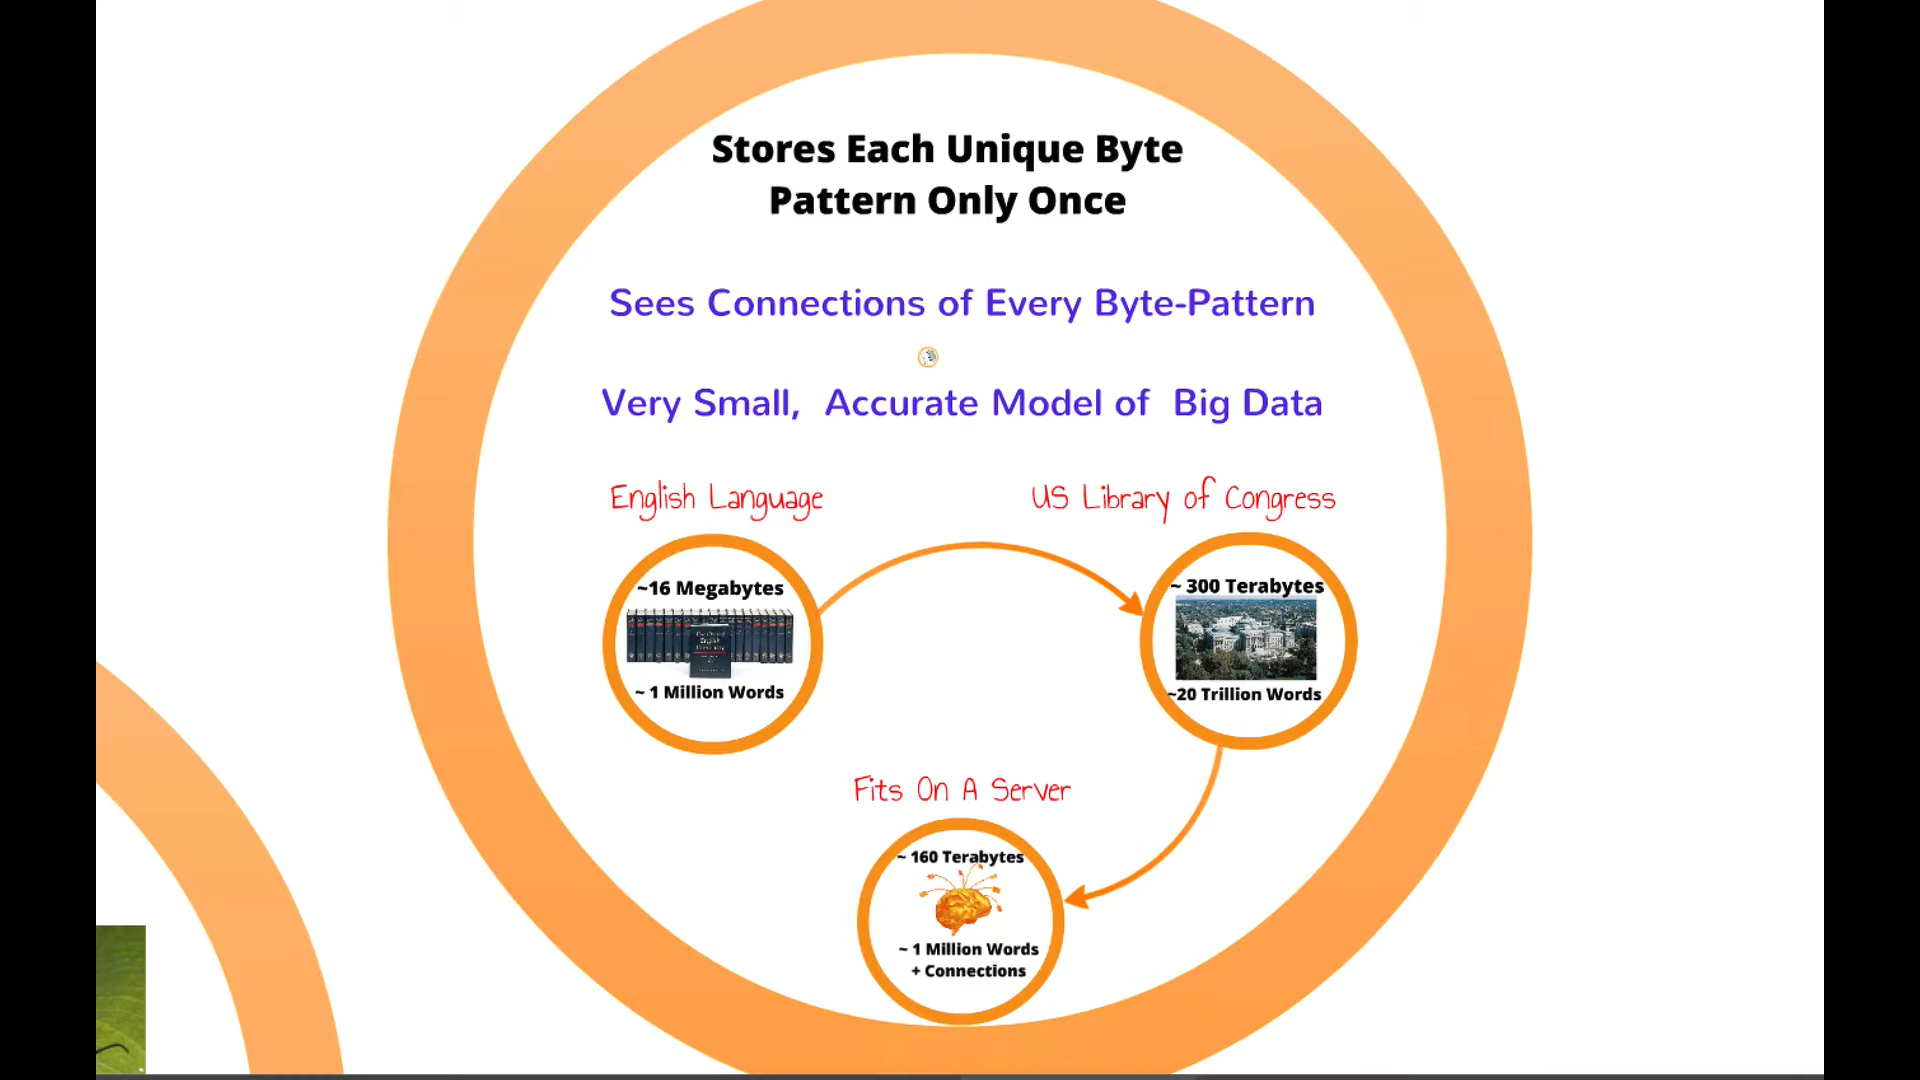 Stores Each Unique Byte
Pattern Only Once
Sees Connections of Every Byte-Pattern
Very Small, Accurate Model of Big Data
English Language
US Library of Congress
~16 Megabytes
~ 1 Million Words
~ 300 Terabytes
~20 Trillion Words
Fits On A Server
~ 160 Terabytes
~ 1 Million Words
+ Connections